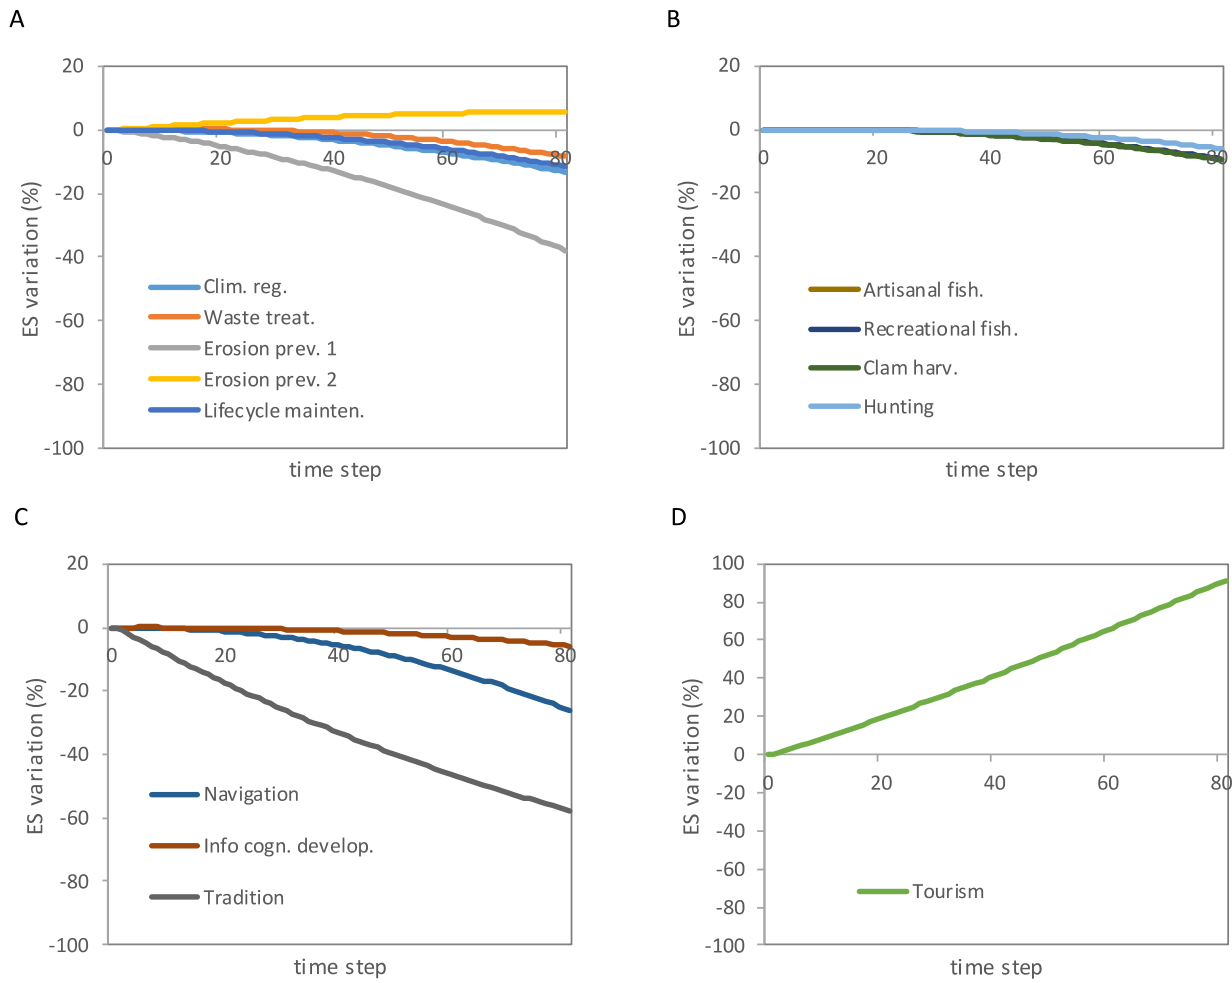 A
20
0
-20
-40
-60
-80
-100
0 20 40 60 80
ES variation (%)
Clim. reg.
Waste treat.
Erosion prev. 1
Erosion prev. 2
Lifecycle mainten.
time step
B
20
0
-20
-40
-60
-80
-100
0 20 40 60 80
ES variation (%)
Artisanal fish.
Recreational fish.
Clam harv.
Hunting
time step
C
20
0
-20
-40
-60
-80
-100
0 20 40 60 80
ES variation (%)
Navigation
Info cogn. develop.
Tradition
time step
D
100
80
60
40
20
0
-20
-40
-60
-80
-100
0 20 40 60 80
ES variation (%)
Tourism
time step